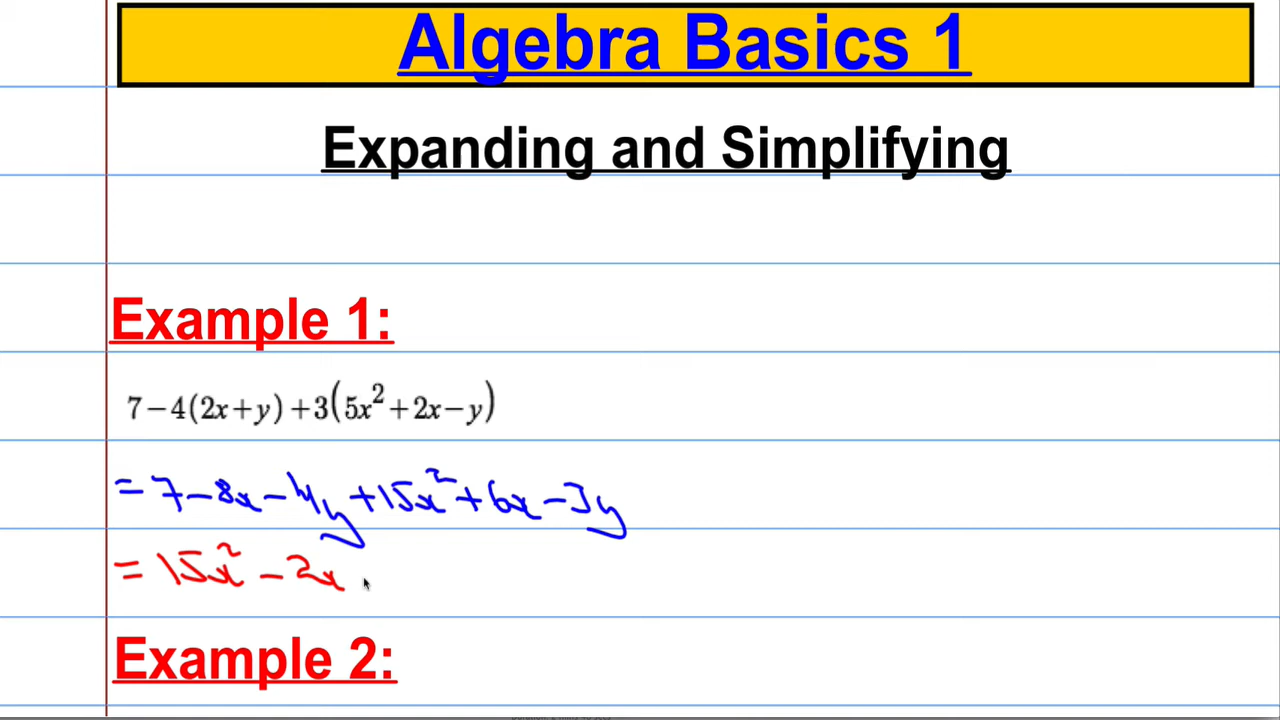 Algebra Basics 1
Expanding and Simplifying
Example 1:
7−4(2x+y)+3(5x²+2x−y)
=7−8x−4y+15x²+6x−3y
=15x²−2x
Example 2: